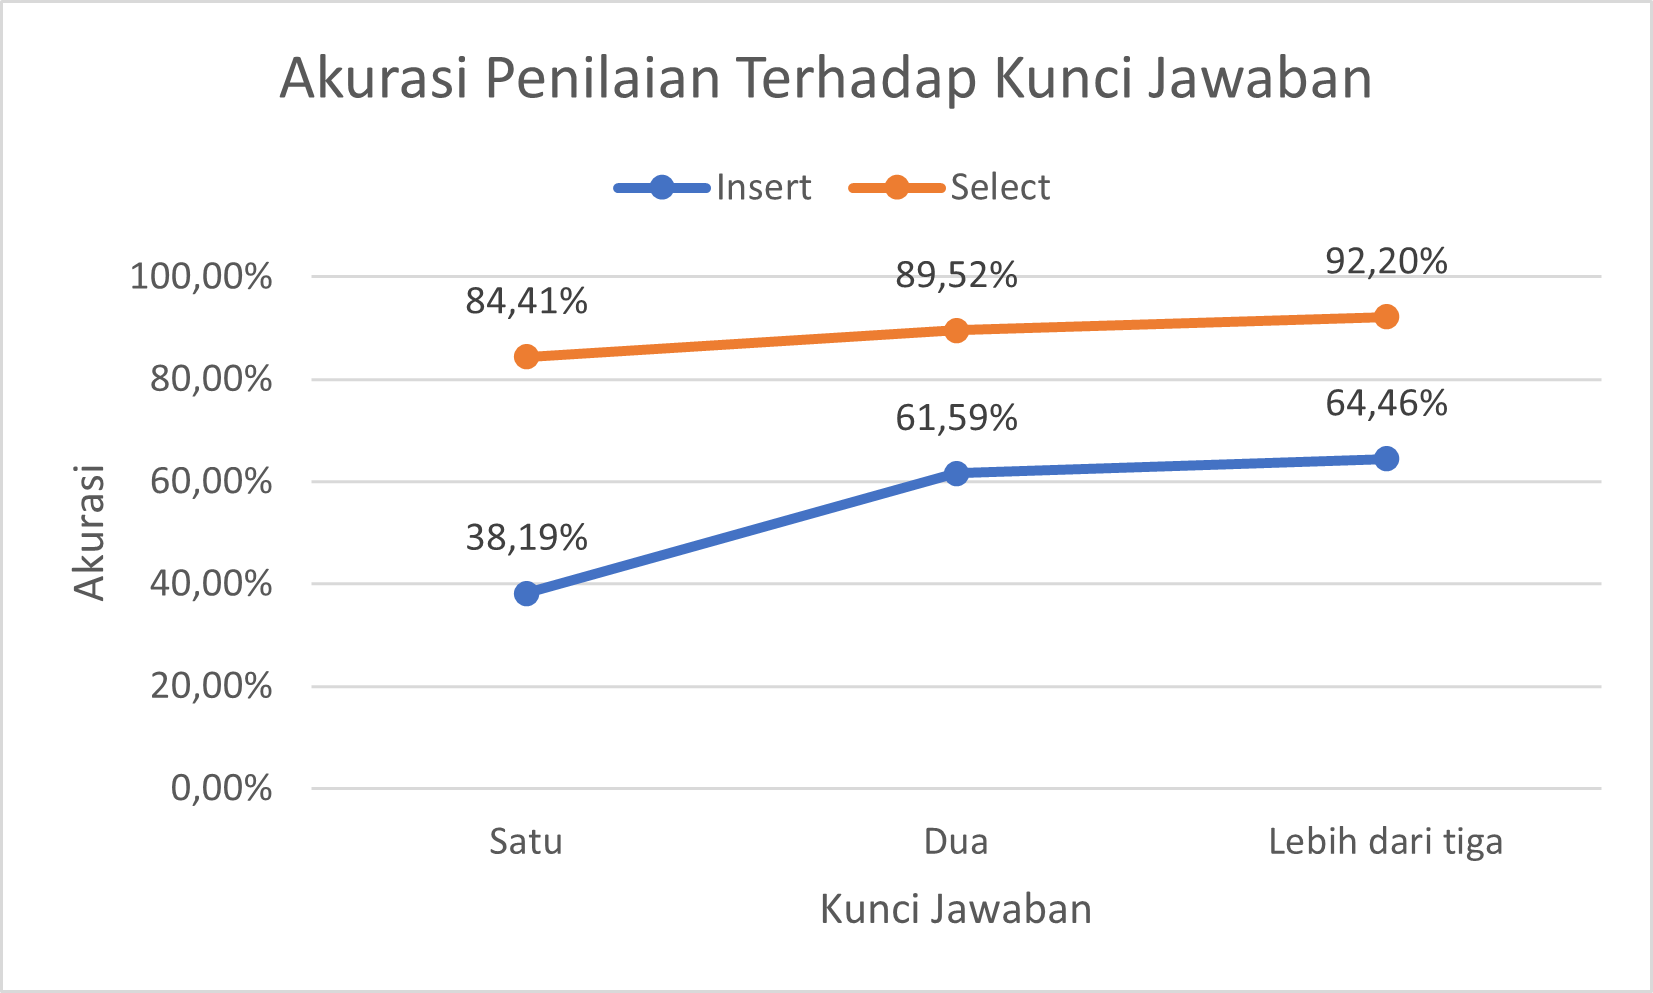 Akurasi Penilaian Terhadap Kunci Jawaban
Insert Select
100,00%
80,00%
60,00%
40,00%
20,00%
0,00%
84,41%
89,52%
92,20%
38,19%
61,59%
64,46%
Akurasi
Satu Dua Lebih dari tiga
Kunci Jawaban